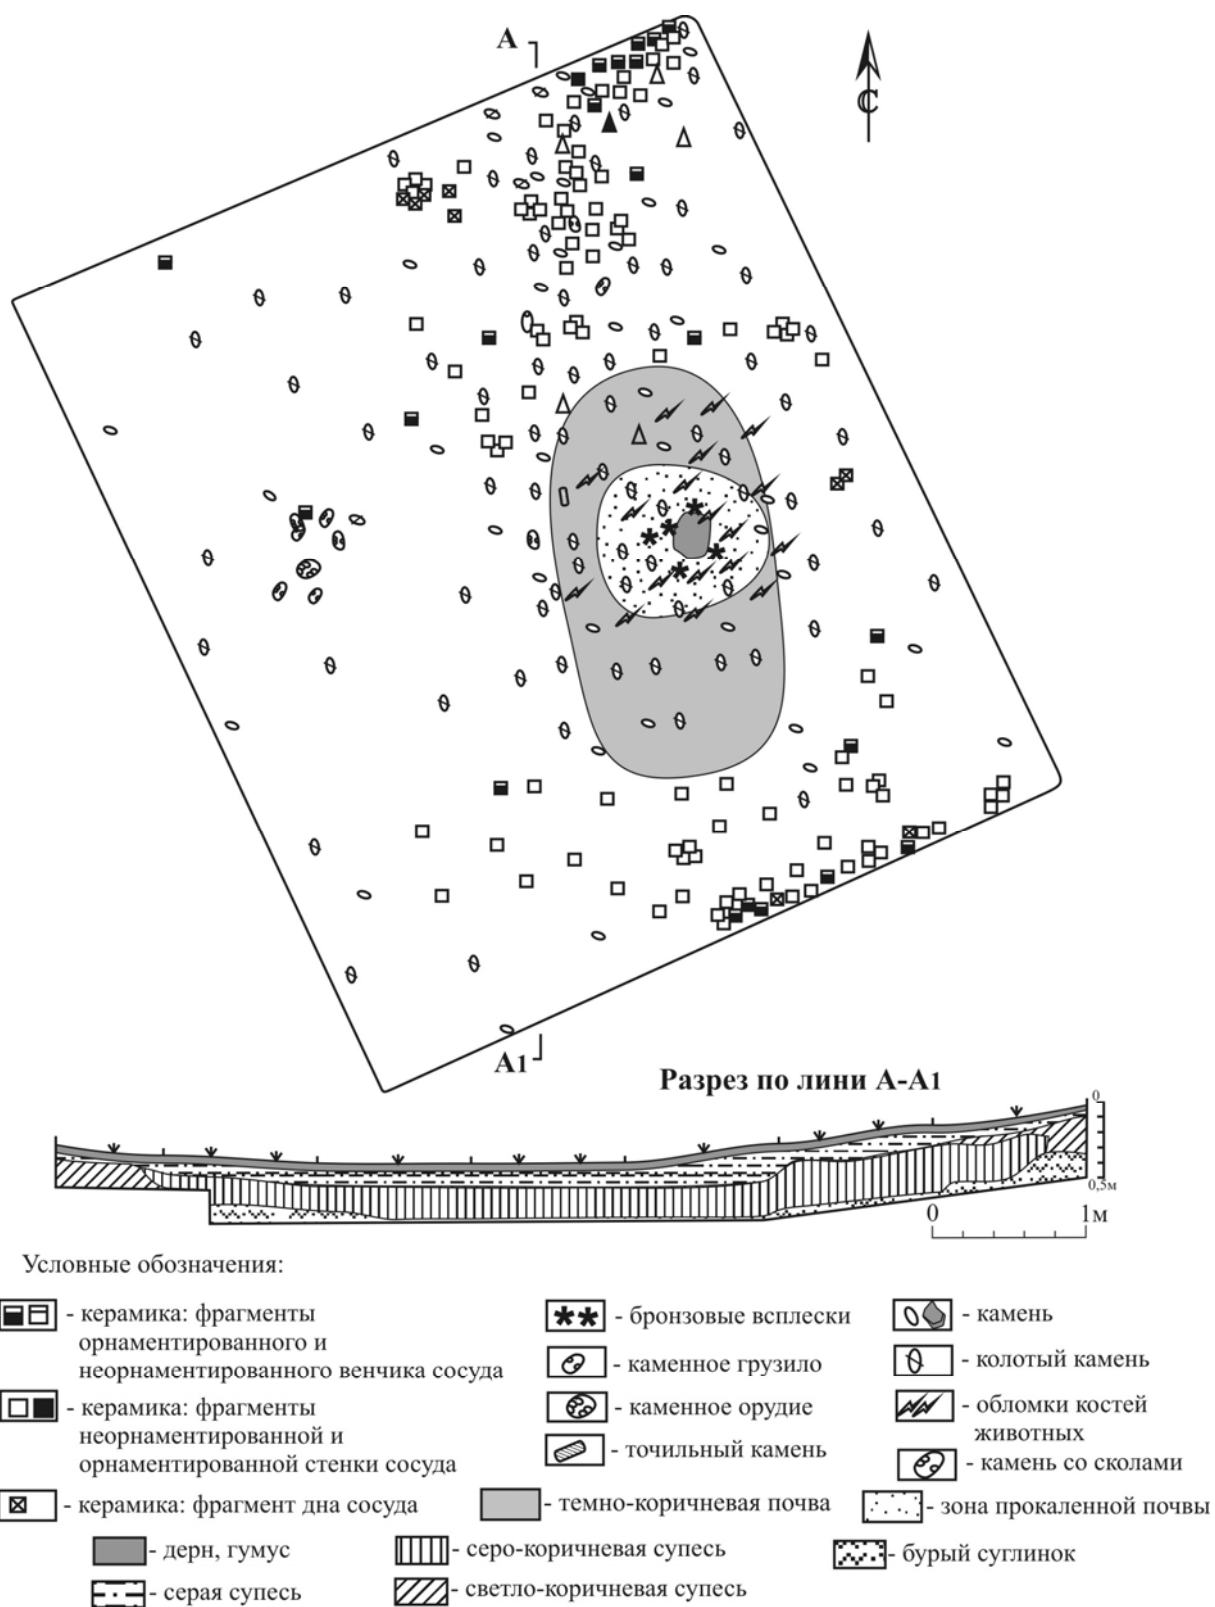 А
С
А1
Разрез по лини А-А1
0
0,5м
0 1м
Условные обозначения:
- керамика: фрагменты
орнаментированного и
неорнаментированного венчика сосуда
- керамика: фрагменты
неорнаментированной и
орнаментированной стенки сосуда
- керамика: фрагмент дна сосуда
- бронзовые всплески
- каменное грузило
- каменное орудие
- точильный камень
- камень
- колотый камень
- обломки костей
животных
- камень со сколами
- темно-коричневая почва
- зона прокаленной почвы
- дерн, гумус
- серо-коричневая супесь
- бурый суглинок
- серая супесь
- светло-коричневая супесь